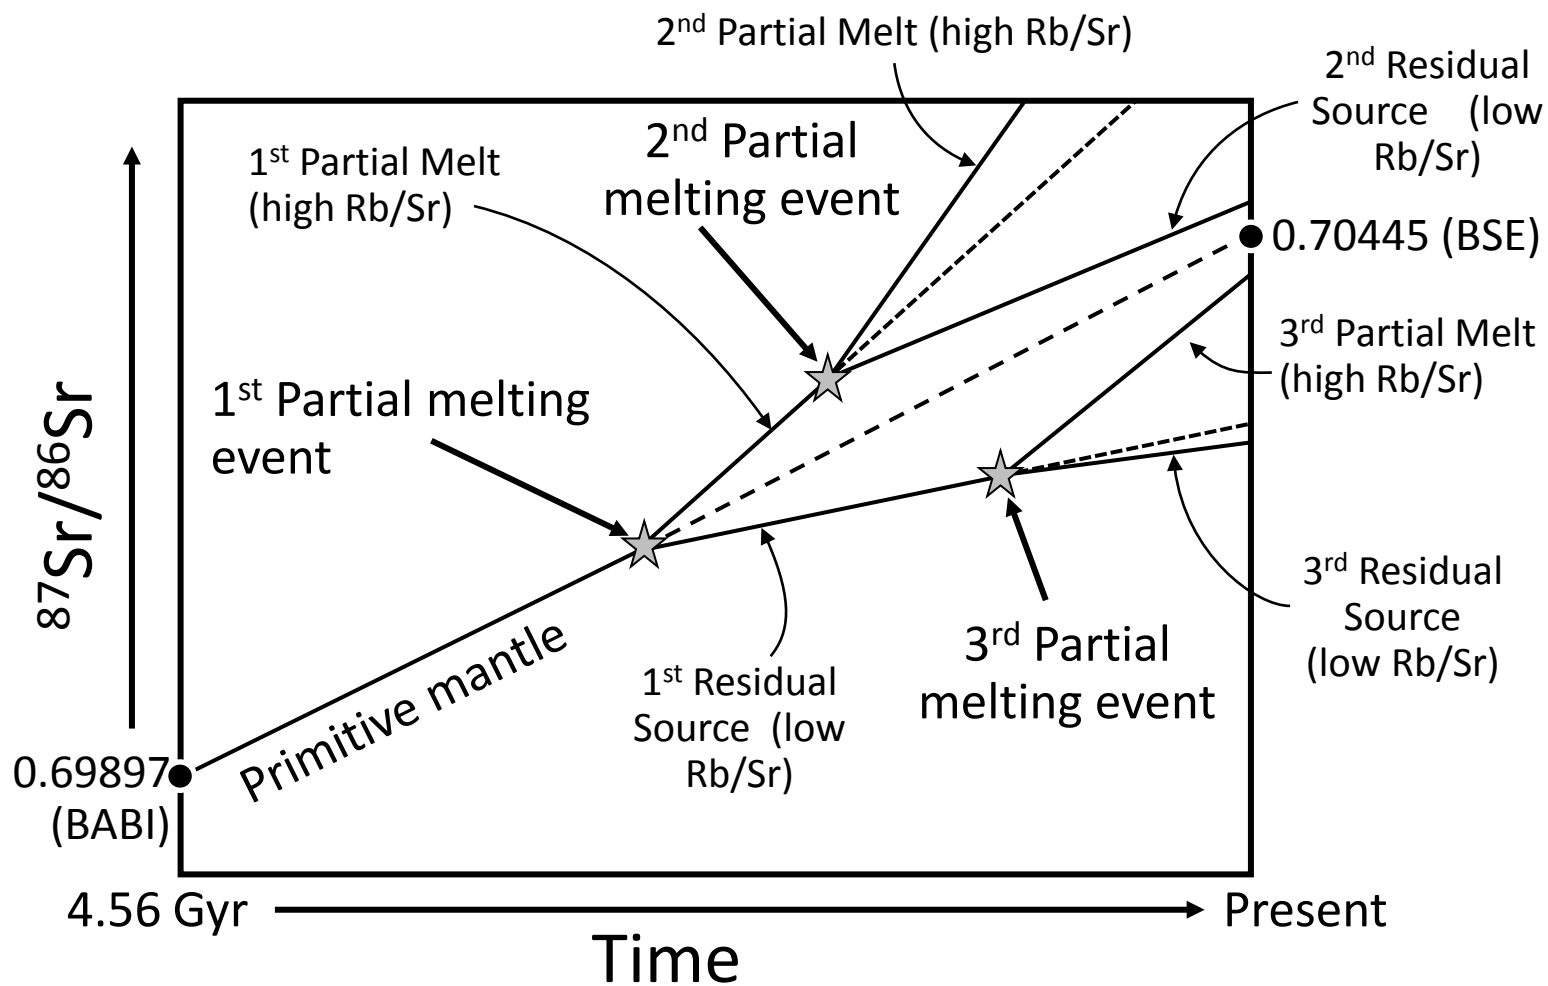 2nd Partial Melt (high Rb/Sr)
2nd Residual
Source (low
Rb/Sr)
1st Partial Melt
(high Rb/Sr)
2nd Partial
melting event
0.70445 (BSE)
3rd Partial Melt
(high Rb/Sr)
1st Partial melting
event
87Sr/86Sr
3rd Residual
Source
(low Rb/Sr)
3rd Partial
melting event
Primitive mantle
1st Residual
Source (low
Rb/Sr)
0.69897
(BABI)
4.56 Gyr
Present
Time